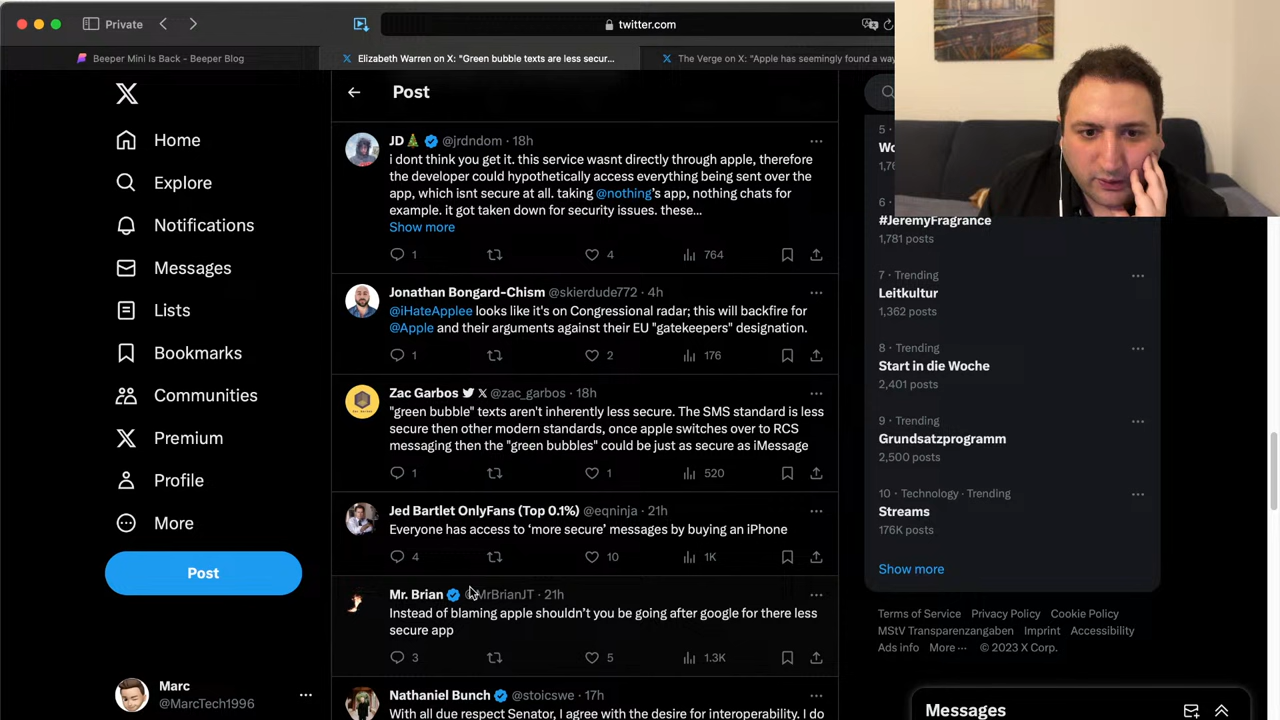 Private
twitter.com
Beeper Mini Is Back - Beeper Blog
Elizabeth Warren on X: "Green bubble texts are less secur...
The Verge on X: "Apple has seemingly found a way
Home
Explore
Notifications
Messages
Lists
Bookmarks
Communities
Premium
Profile
More
Post
Marc
@MarcTech1996
Post
JD🎄 @jrdndom · 18h
i dont think you get it. this service wasnt directly through apple, therefore
the developer could hypothetically access everything being sent over the
app, which isnt secure at all. taking @nothing's app, nothing chats for
example. it got taken down for security issues. these...
Show more
1 4 764
Jonathan Bongard-Chism @skierdude772 · 4h
@iHateApplee looks like it's on Congressional radar; this will backfire for
@Apple and their arguments against their EU "gatekeepers" designation.
1 2 176
Zac Garbos @zac_garbos · 18h
"green bubble" texts aren't inherently less secure. The SMS standard is less
secure then other modern standards, once apple switches over to RCS
messaging then the "green bubbles" could be just as secure as iMessage
1 1 520
Jed Bartlet OnlyFans (Top 0.1%) @eqninja · 21h
Everyone has access to 'more secure' messages by buying an iPhone
4 10 1K
Mr. Brian @MrBrianJT · 21h
Instead of blaming apple shouldn't you be going after google for there less
secure app
3 5 1.3K
Nathaniel Bunch @stoicswe · 17h
With all due respect Senator, I agree with the desire for interoperability. I do
5
6
#JeremyFragrance
1,781 posts
7 · Trending
Leitkultur
1,362 posts
8 · Trending
Start in die Woche
2,401 posts
9 · Trending
Grundsatzprogramm
2,500 posts
10 · Technology · Trending
Streams
176K posts
Show more
Terms of Service Privacy Policy Cookie Policy
MStV Transparenzangaben Imprint Accessibility
Ads info More ··· © 2023 X Corp.
Messages